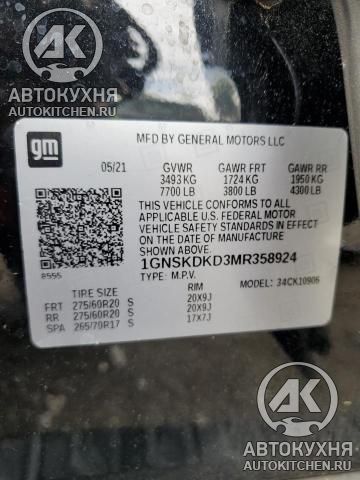 AK
АВТОКУХНЯ
AUTOKITCHEN.RU
gm
MFD BY GENERAL MOTORS LLC
05/21 GVWR GAWR FRT GAWR RR
3493 KG 1724 KG 1950 KG
7700 LB 3800 LB 4300 LB
THIS VEHICLE CONFORMS TO ALL
APPLICABLE U.S. FEDERAL MOTOR
VEHICLE SAFETY STANDARDS IN EFFECT
ON THE DATE OF MANUFACTURE
SHOWN ABOVE.
1GNSKDKD3MR358924
8595
TYPE: M.P.V.
MODEL: 34CK10906
TIRE SIZE RIM
FRT 275/60R20 S 20X9J
RR 275/60R20 S 20X9J
SPA 265/70R17 S 17X7J
AK
АВТОКУХНЯ
AUTOKITCHEN.RU